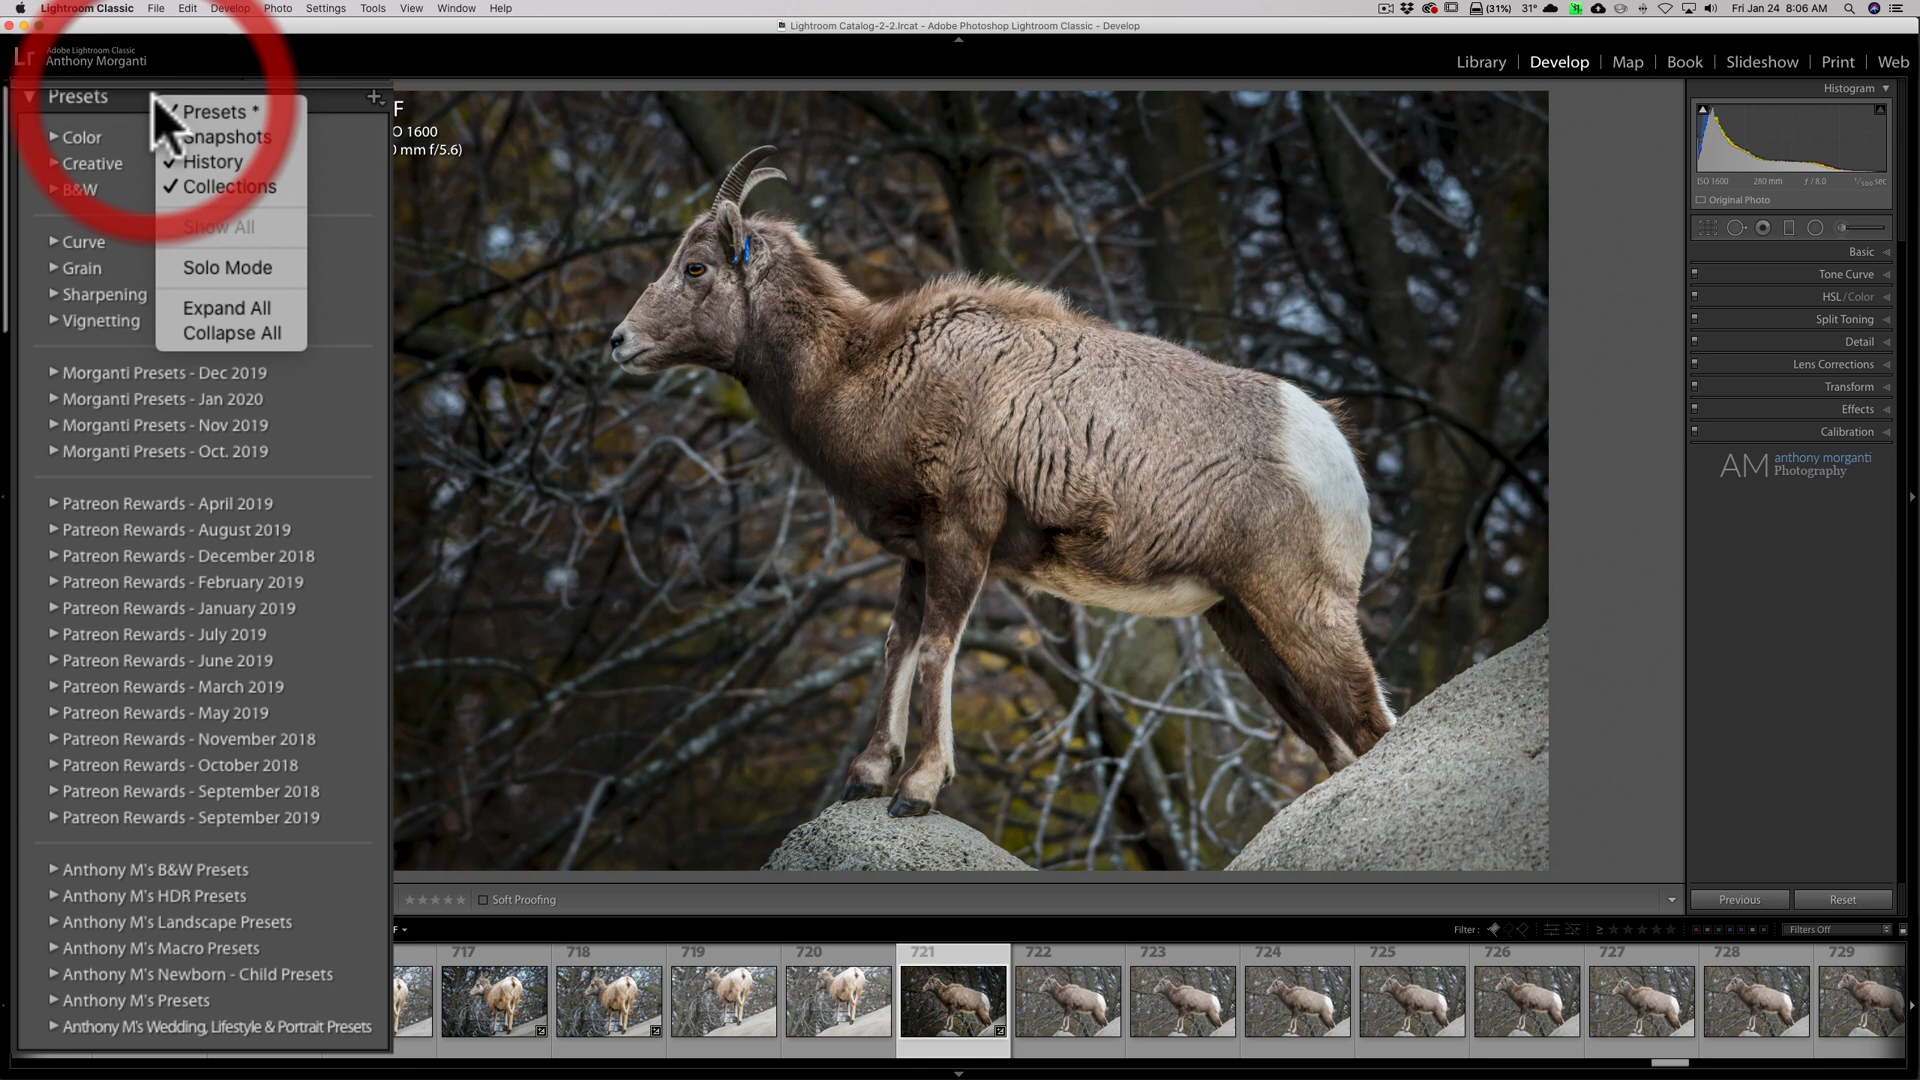 Lightroom Classic File Edit Develop Photo Settings Tools View Window Help (31%) 31° Fri Jan 24 8:06 AM
Lightroom Catalog-2-2.lrcat - Adobe Photoshop Lightroom Classic - Develop
Lr Adobe Lightroom Classic
Anthony Morganti
Library | Develop | Map | Book | Slideshow | Print | Web
Presets
Color
Creative
B&W
Curve
Grain
Sharpening
Vignetting
Morganti Presets - Dec 2019
Morganti Presets - Jan 2020
Morganti Presets - Nov 2019
Morganti Presets - Oct. 2019
Patreon Rewards - April 2019
Patreon Rewards - August 2019
Patreon Rewards - December 2018
Patreon Rewards - February 2019
Patreon Rewards - January 2019
Patreon Rewards - July 2019
Patreon Rewards - June 2019
Patreon Rewards - March 2019
Patreon Rewards - May 2019
Patreon Rewards - November 2018
Patreon Rewards - October 2018
Patreon Rewards - September 2018
Patreon Rewards - September 2019
Anthony M's B&W Presets
Anthony M's HDR Presets
Anthony M's Landscape Presets
Anthony M's Macro Presets
Anthony M's Newborn - Child Presets
Anthony M's Presets
Anthony M's Wedding, Lifestyle & Portrait Presets
Presets *
Snapshots
History
Collections
Show All
Solo Mode
Expand All
Collapse All
F
O 1600
0 mm f/5.6)
Histogram
ISO 1600 280 mm ƒ / 8.0 1/500 sec
Original Photo
Basic
Tone Curve
HSL / Color
Split Toning
Detail
Lens Corrections
Transform
Effects
Calibration
AM anthony morganti
Photography
Previous Reset
Soft Proofing
F
Filter : Filters Off
717 718 719 720 721 722 723 724 725 726 727 728 729